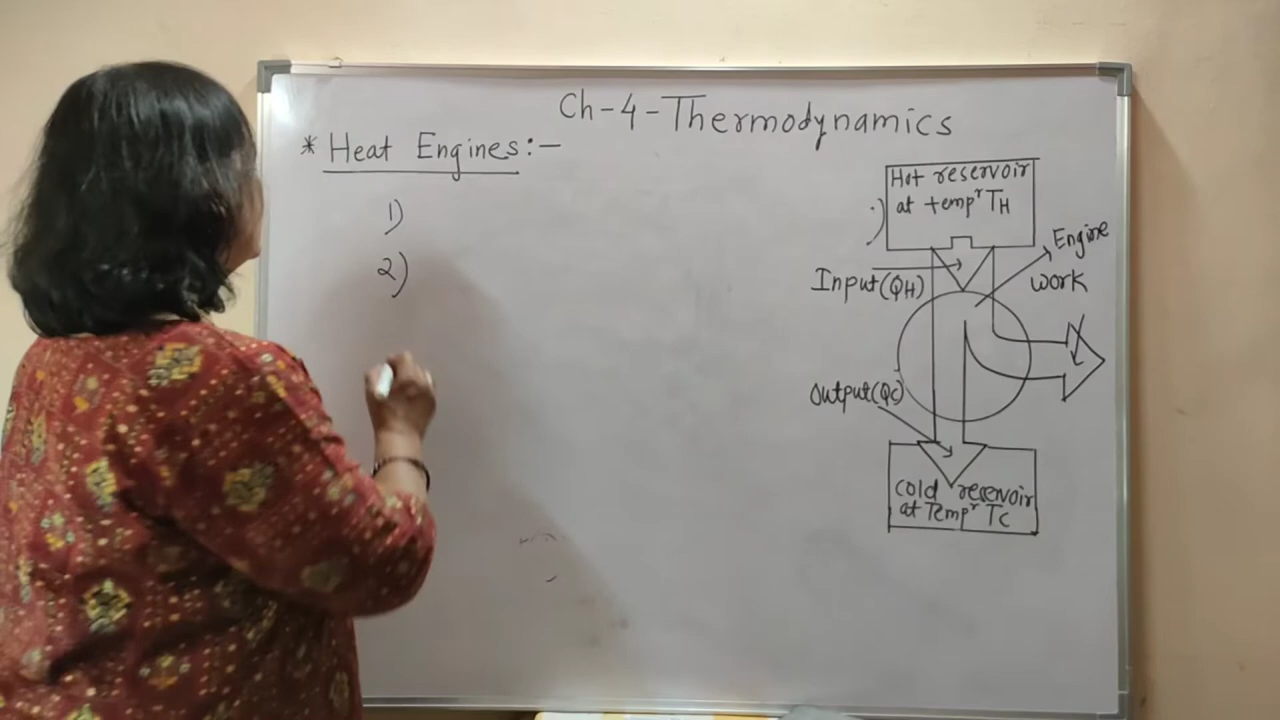 Ch-4-Thermodynamics
* Heat Engines:-
1)
2)
Hot reservoir
at tempʳ TH
Engine
work
Input(QH)
Output(QC)
Cold reservoir
at Tempʳ TC